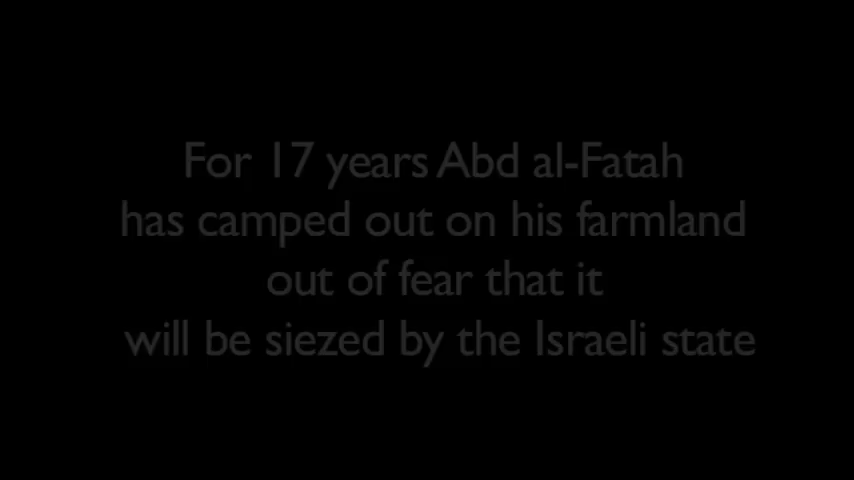 For 17 years Abd al-Fatah
has camped out on his farmland
out of fear that it
will be siezed by the Israeli state